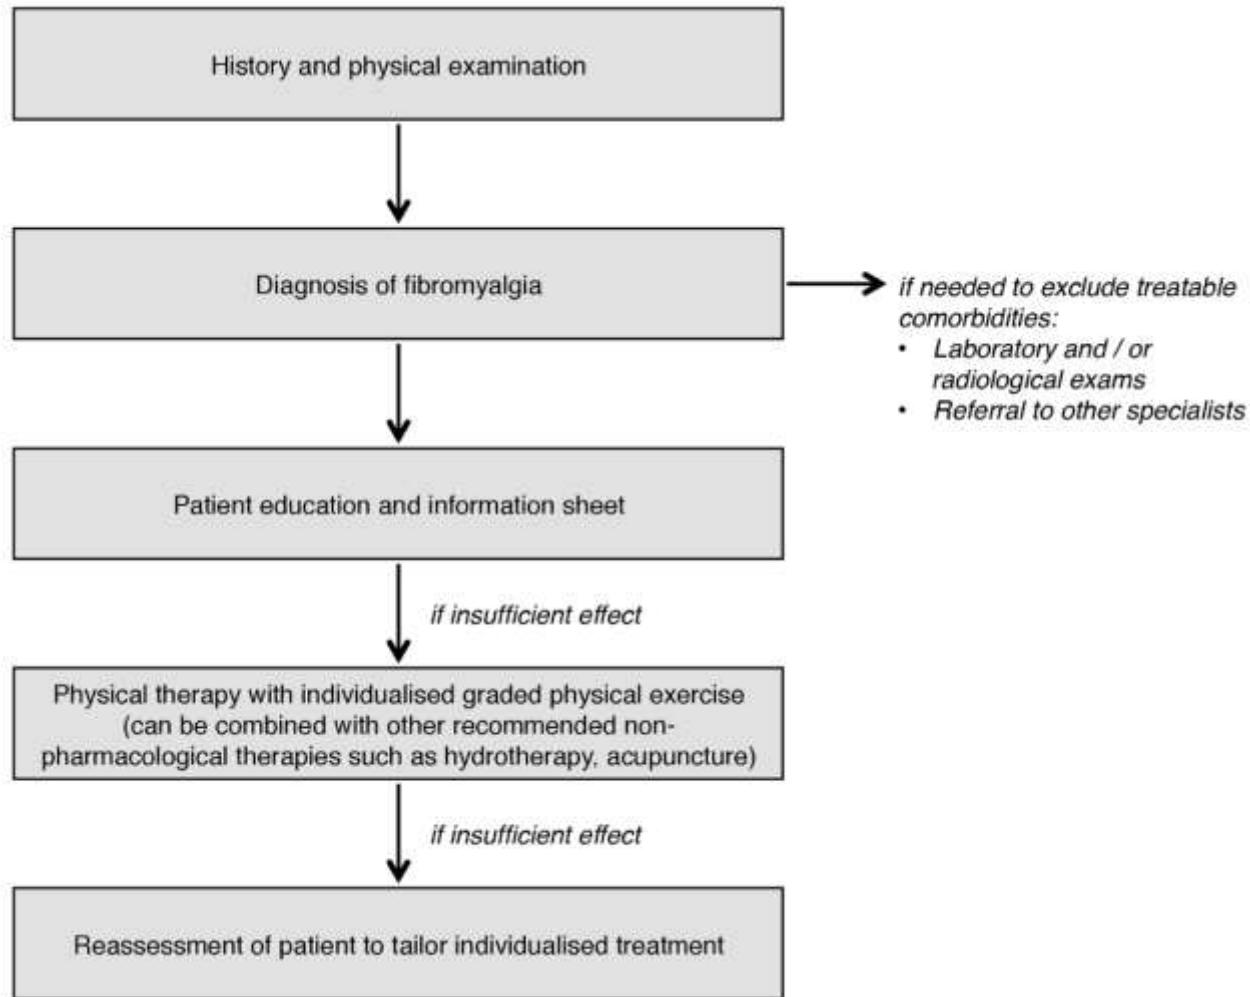 History and physical examination
Diagnosis of fibromyalgia
if needed to exclude treatable
comorbidities:
• Laboratory and / or
radiological exams
• Referral to other specialists
Patient education and information sheet
if insufficient effect
Physical therapy with individualised graded physical exercise
(can be combined with other recommended non-
pharmacological therapies such as hydrotherapy, acupuncture)
if insufficient effect
Reassessment of patient to tailor individualised treatment